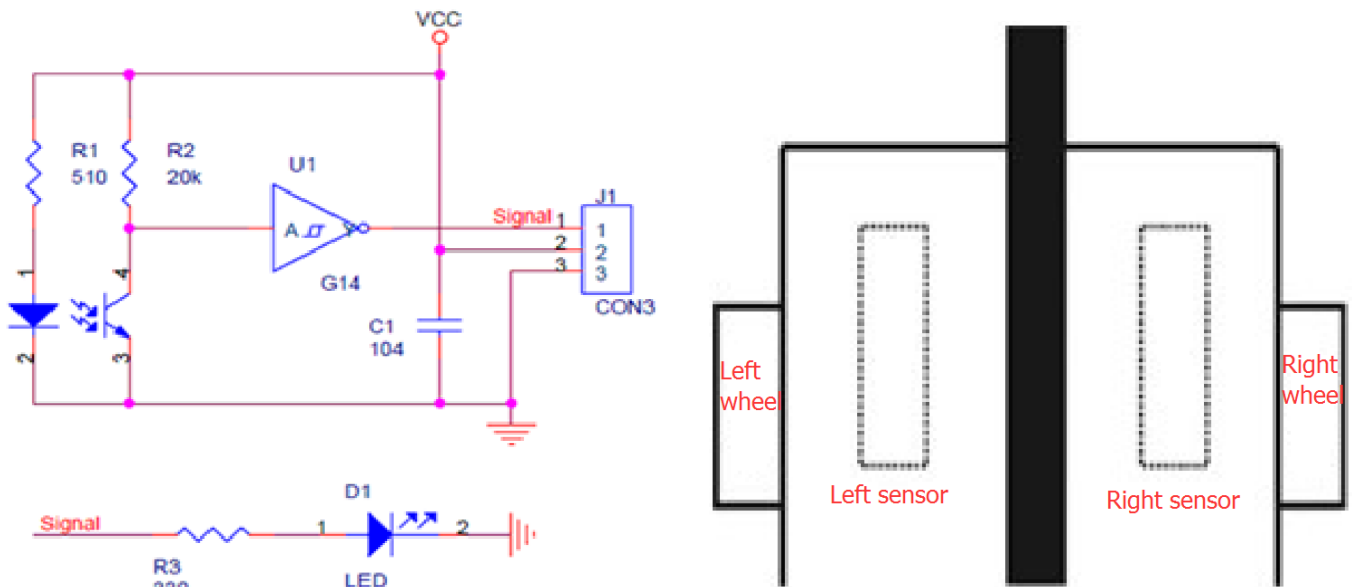 VCC
R1
510
R2
20k
U1
A
Y
G14
Signal
J1
1
2
3
1
2
3
CON3
1
2
4
3
C1
104
D1
Signal
1
2
R3
LED
Left
wheel
Right
wheel
Left sensor
Right sensor